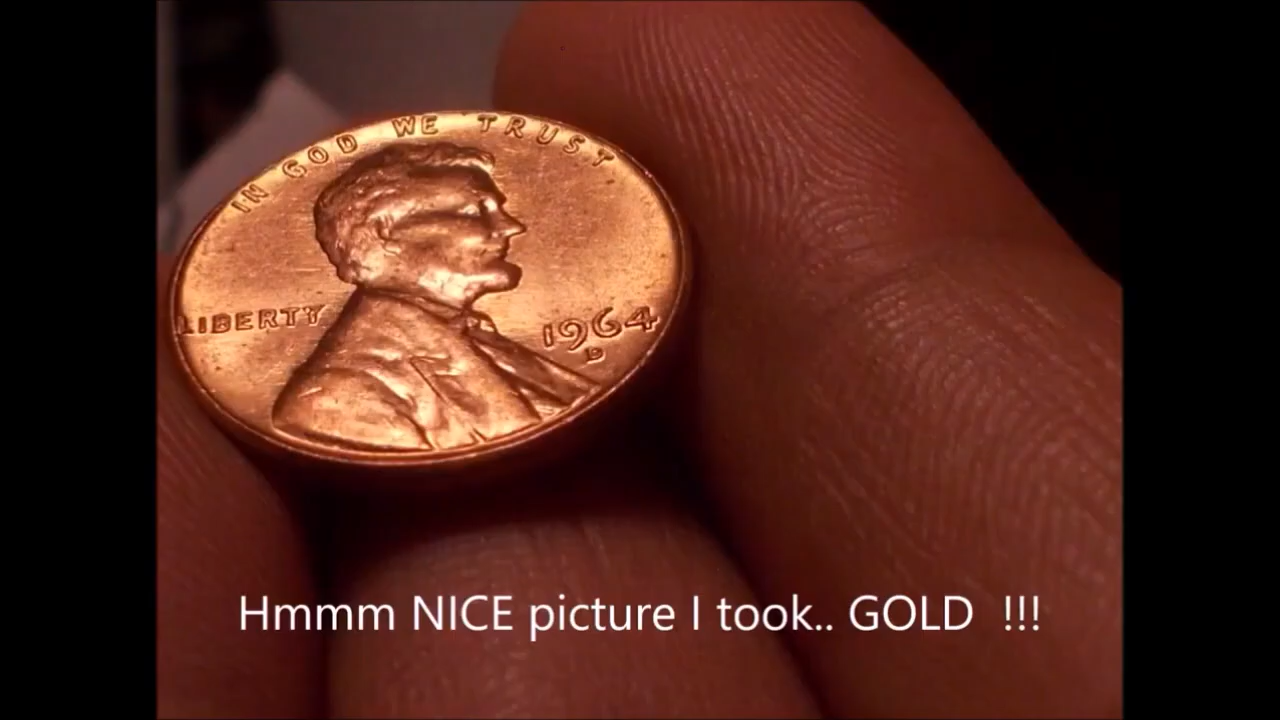 IN GOD WE TRUST
LIBERTY
1964
D
Hmmm NICE picture I took.. GOLD  !!!